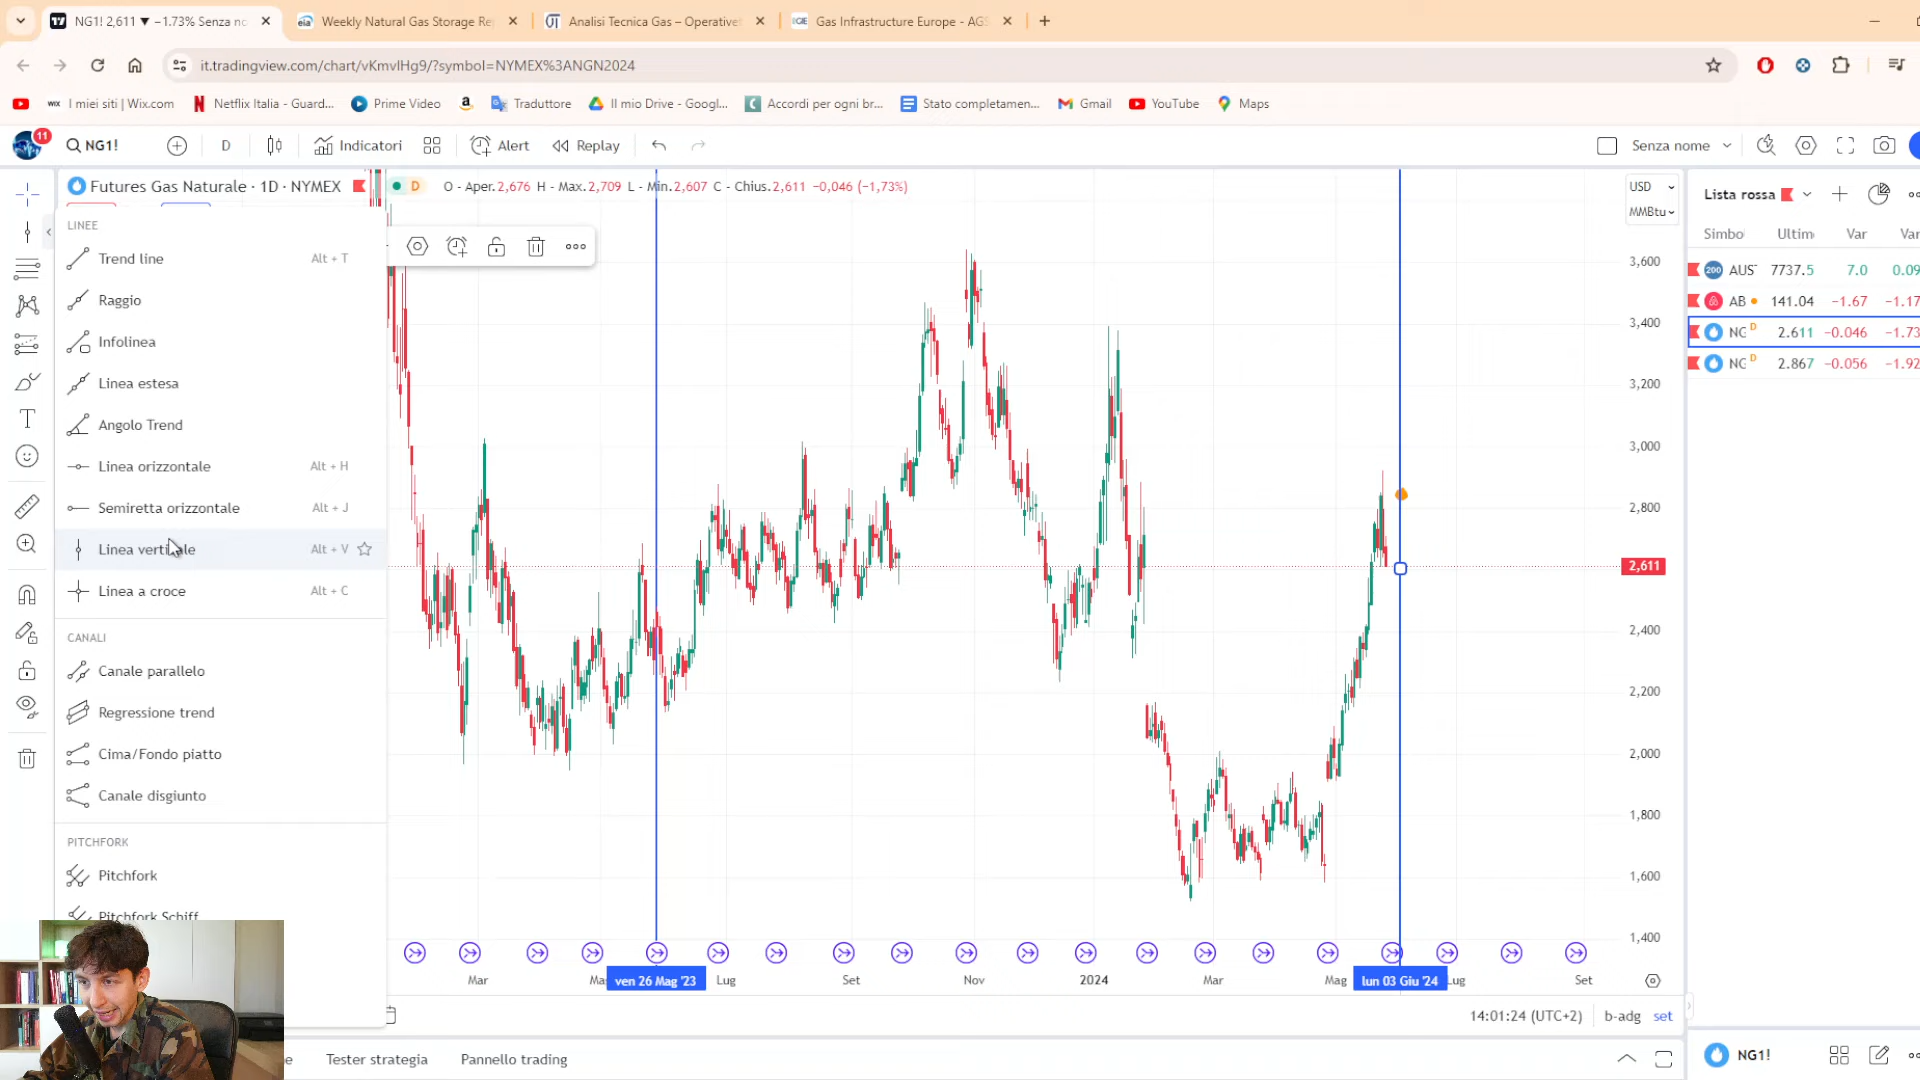 NG1! 2,611 ▼ −1.73% Senza no
Weekly Natural Gas Storage Re
Analisi Tecnica Gas – Operative
Gas Infrastructure Europe - AGS
it.tradingview.com/chart/vKmvlHg9/?symbol=NYMEX%3ANGN2024
I miei siti | Wix.com
Netflix Italia - Guard...
Prime Video
Traduttore
Il mio Drive - Googl...
Accordi per ogni br...
Stato completamen...
Gmail
YouTube
Maps
11
NG1!
D
Indicatori
Alert
Replay
Senza nome
Futures Gas Naturale · 1D · NYMEX
D
O - Aper.2,676 H - Max.2,709 L - Min.2,607 C - Chius.2,611 −0,046 (−1,73%)
USD
MMBtu
Lista rossa
Simbo Ultim Var Var
200 AUS 7737.5 7.0 0.09
AB 141.04 −1.67 −1.17
NG D 2.611 −0.046 −1.73
NG D 2.867 −0.056 −1.92
LINEE
Trend line Alt + T
Raggio
Infolinea
Linea estesa
Angolo Trend
Linea orizzontale Alt + H
Semiretta orizzontale Alt + J
Linea verticale Alt + V
Linea a croce Alt + C
CANALI
Canale parallelo
Regressione trend
Cima/Fondo piatto
Canale disgiunto
PITCHFORK
Pitchfork
Pitchfork Schiff
3,600
3,400
3,200
3,000
2,800
2,611
2,400
2,200
2,000
1,800
1,600
1,400
Mar
ven 26 Mag '23
Lug
Set
Nov
2024
Mar
Mag
lun 03 Giu '24
Lug
Set
14:01:24 (UTC+2)
b-adg
set
Tester strategia
Pannello trading
NG1!